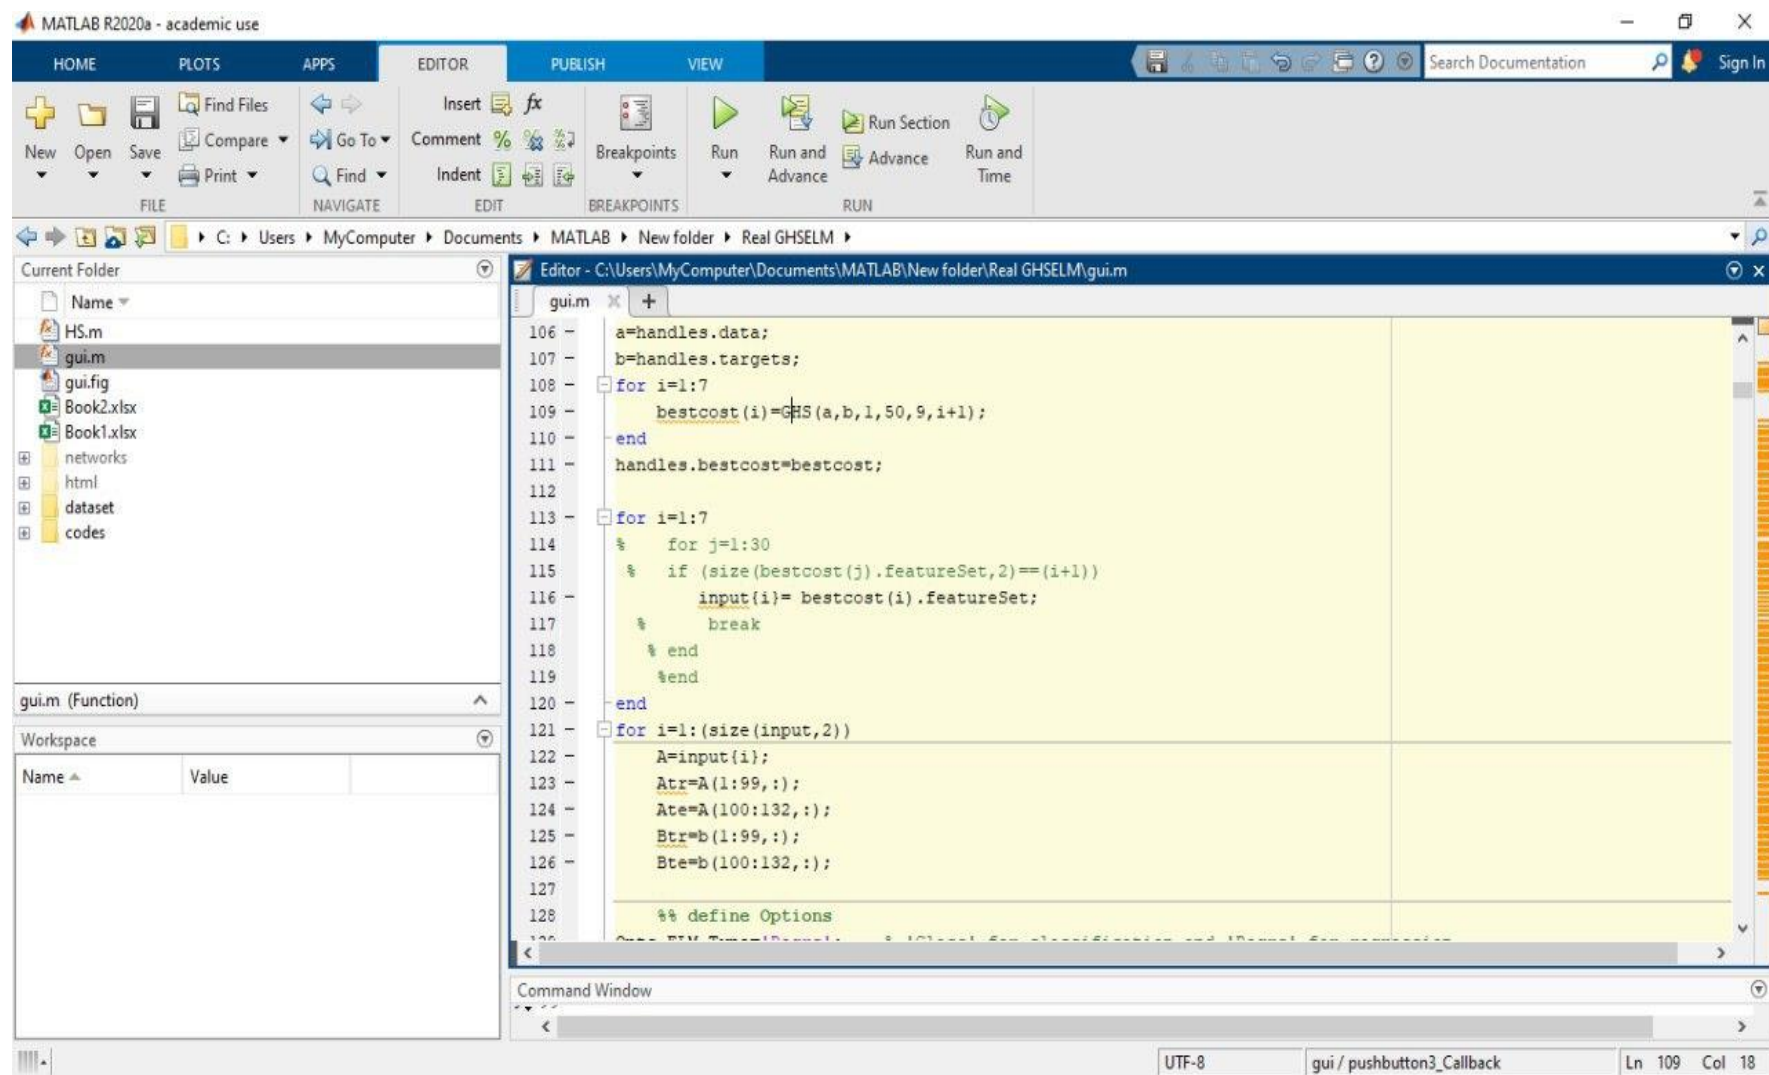 MATLAB R2020a - academic use
HOME PLOTS APPS EDITOR PUBLISH VIEW Search Documentation Sign In
New Open Save Find Files Compare Print
Go To Find
Insert fx
Comment
Indent
Breakpoints Run Run and Advance Run Section Advance Run and Time
FILE NAVIGATE EDIT BREAKPOINTS RUN
C: Users MyComputer Documents MATLAB New folder Real GHSELM
Current Folder
Name
HS.m
gui.m
gui.fig
Book2.xlsx
Book1.xlsx
networks
html
dataset
codes
gui.m (Function)
Workspace
Name Value
Editor - C:\Users\MyComputer\Documents\MATLAB\New folder\Real GHSELM\gui.m
gui.m +
106 - a=handles.data;
107 - b=handles.targets;
108 - for i=1:7
109 - bestcost(i)=GHS(a,b,1,50,9,i+1);
110 - end
111 - handles.bestcost=bestcost;
112
113 - for i=1:7
114 % for j=1:30
115 % if (size(bestcost(j).featureSet,2)==(i+1))
116 - input{i}= bestcost(i).featureSet;
117 % break
118 % end
119 %end
120 - end
121 - for i=1:(size(input,2))
122 - A=input{i};
123 - Atr=A(1:99,:);
124 - Ate=A(100:132,:);
125 - Btr=b(1:99,:);
126 - Bte=b(100:132,:);
127
128 %% define Options
Command Window
UTF-8 gui / pushbutton3_Callback Ln 109 Col 18